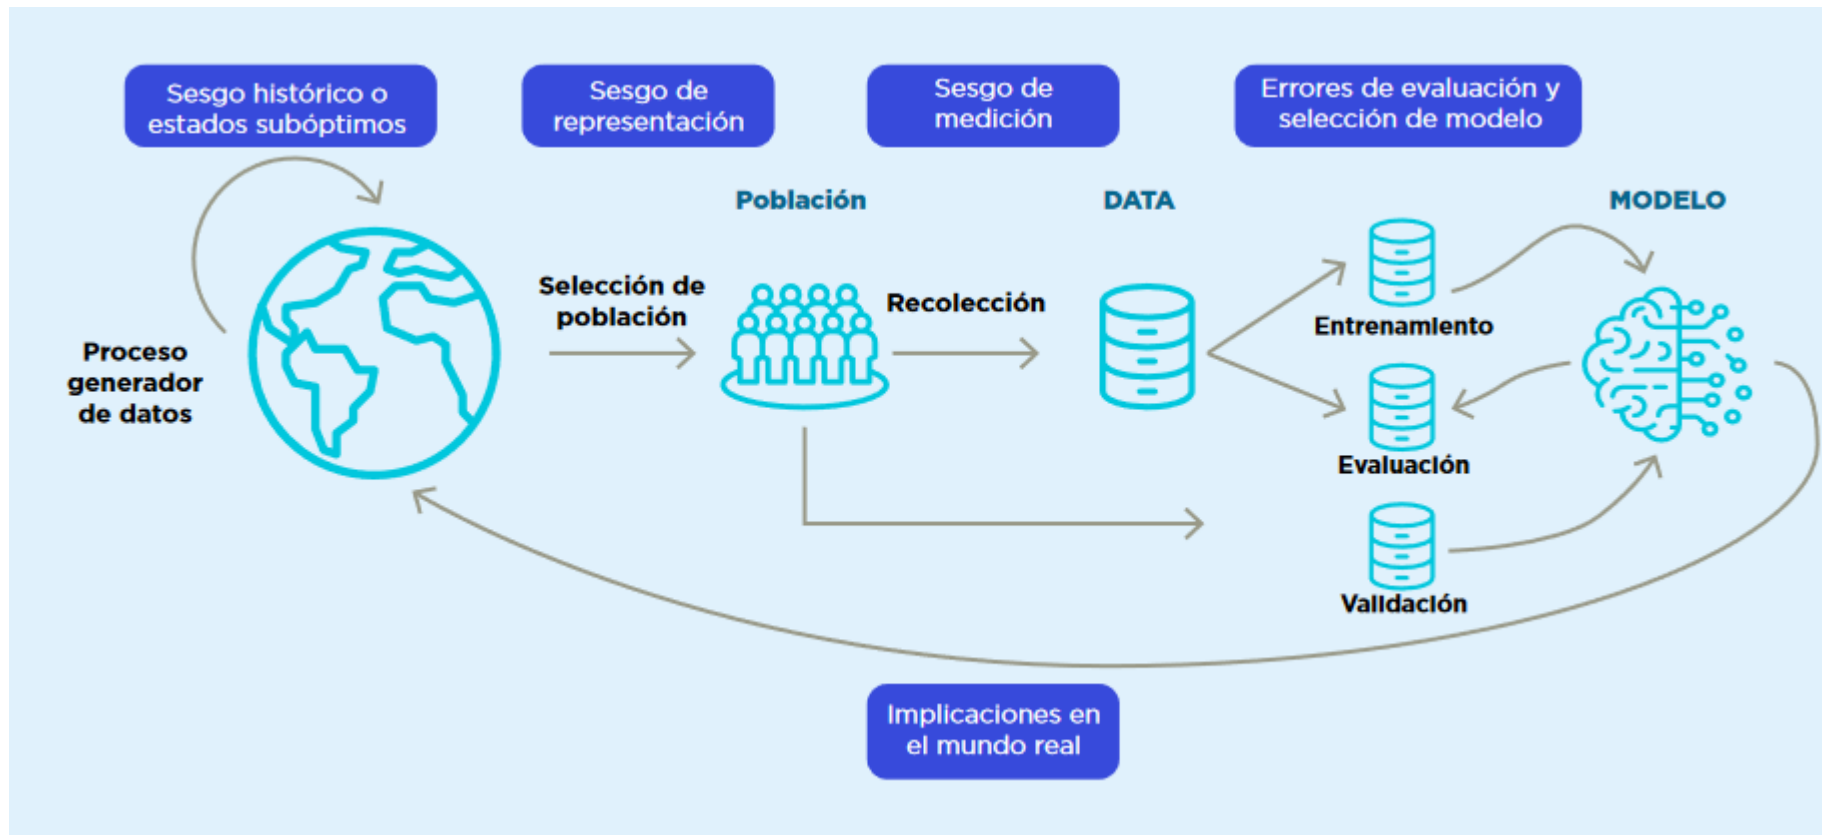 Sesgo histórico o
estados subóptimos
Sesgo de
representación
Sesgo de
medición
Errores de evaluación y
selección de modelo
Población
DATA
MODELO
Selección de
población
Recolección
Entrenamiento
Proceso
generador
de datos
Evaluación
Validación
Implicaciones en
el mundo real